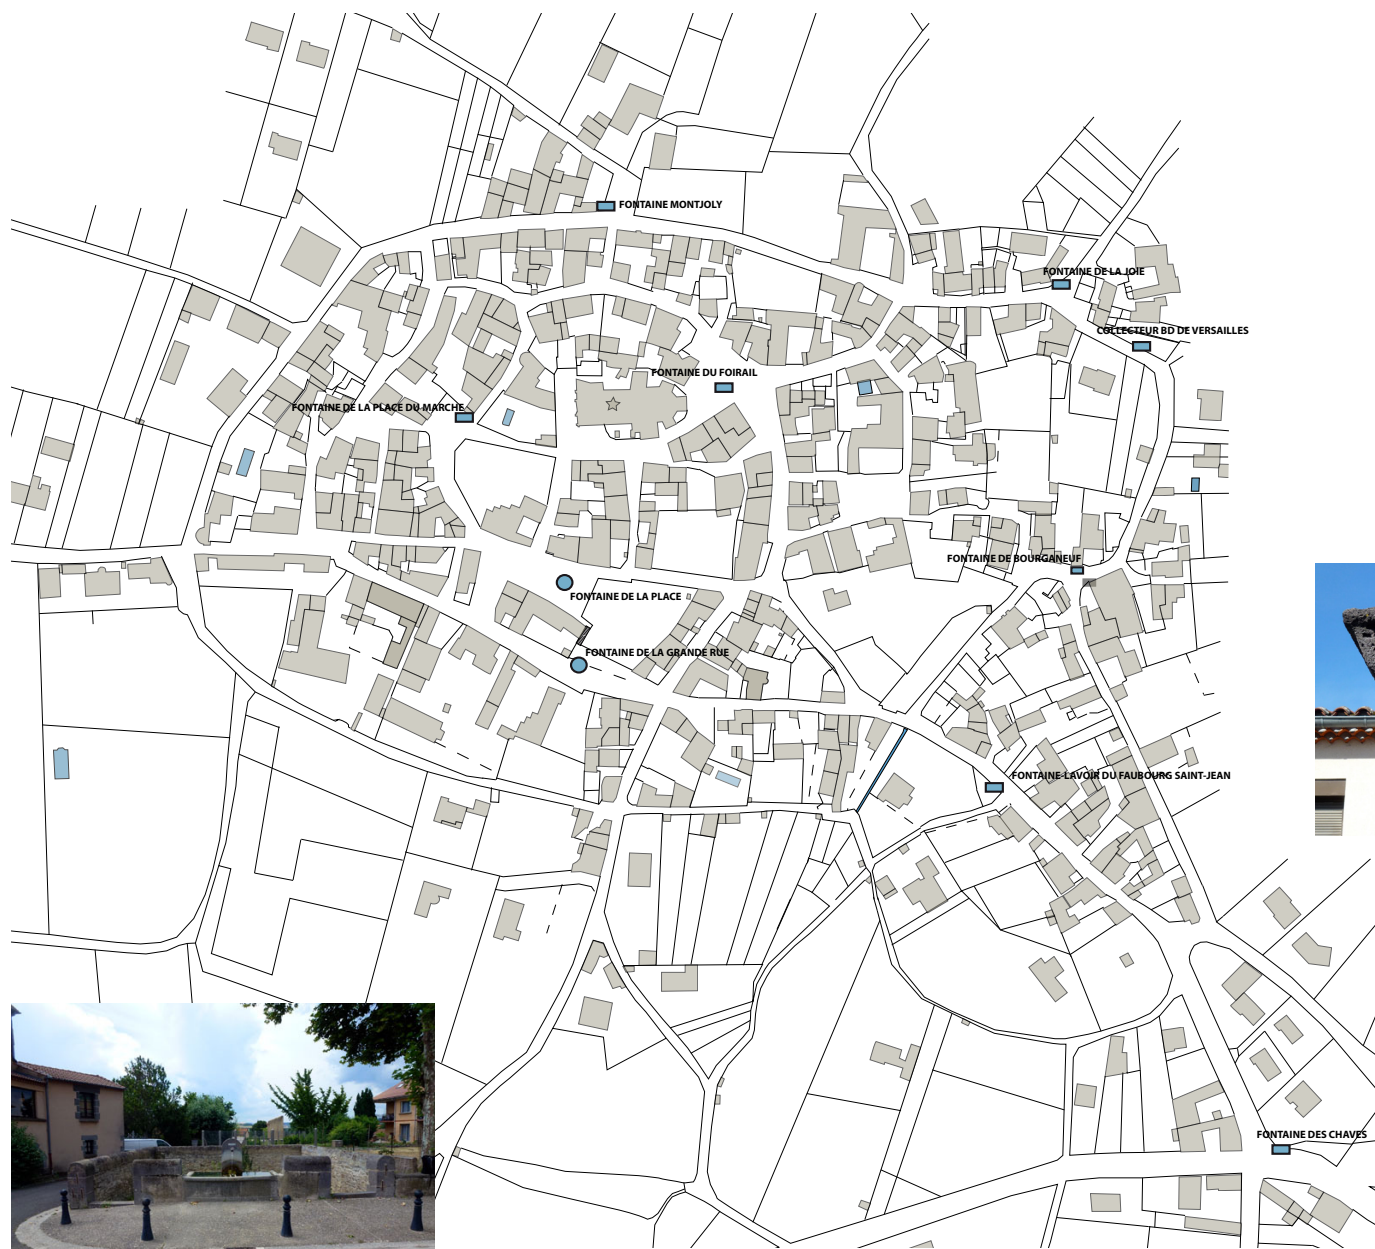 FONTAINE MONTJOLY
FONTAINE DE LA JOIE
COLLECTEUR BD DE VERSAILLES
FONTAINE DU FOIRAIL
FONTAINE DE LA PLACE DU MARCHE
FONTAINE DE BOURGANEUF
FONTAINE DE LA PLACE
FONTAINE DE LA GRANDE RUE
FONTAINE-LAVOIR DU FAUBOURG SAINT-JEAN
FONTAINE DES CHAVES